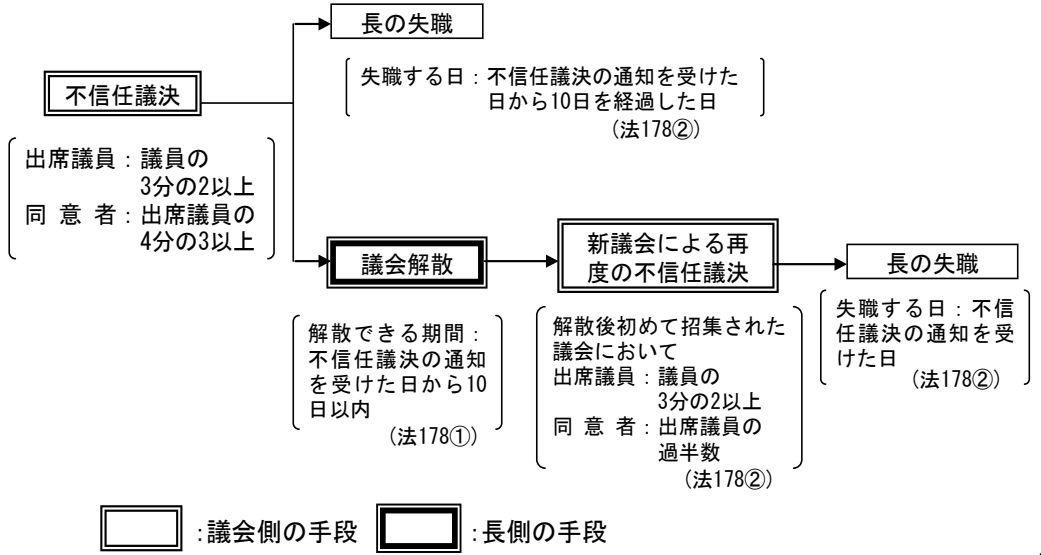 長の失職
失職する日：不信任議決の通知を受けた
日から10日を経過した日
（法178②）
不信任議決
出席議員：議員の
3分の2以上
同 意 者：出席議員の
4分の3以上
議会解散
解散できる期間：
不信任議決の通知
を受けた日から10
日以内
（法178①）
新議会による再
度の不信任議決
解散後初めて招集された
議会において
出席議員：議員の
3分の2以上
同 意 者：出席議員の
過半数
（法178②）
長の失職
失職する日：不信
任議決の通知を受
けた日
（法178②）
:議会側の手段
:長側の手段